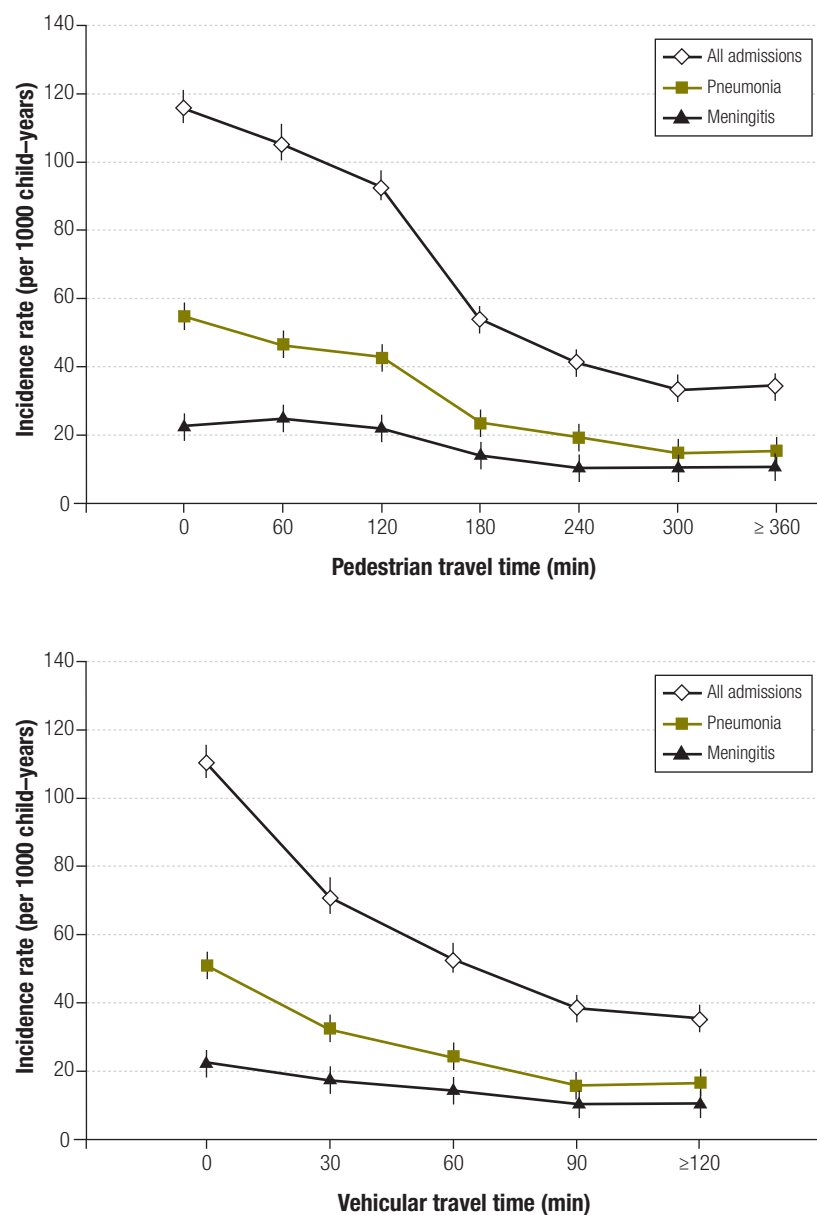 140
120
100
80
60
40
20
0
Incidence rate (per 1000 child–years)
All admissions
Pneumonia
Meningitis
0 60 120 180 240 300 ≥ 360
Pedestrian travel time (min)
140
120
100
80
60
40
20
0
Incidence rate (per 1000 child–years)
All admissions
Pneumonia
Meningitis
0 30 60 90 ≥120
Vehicular travel time (min)